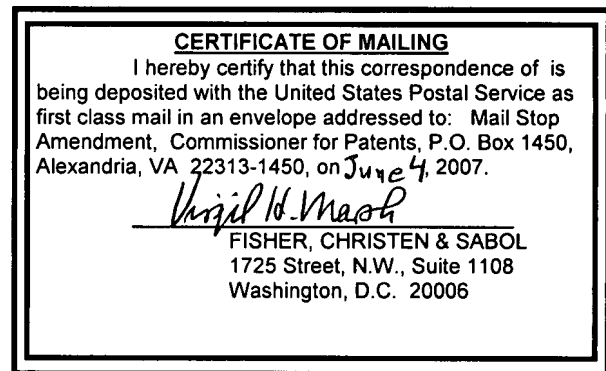 CERTIFICATE OF MAILING
I hereby certify that this correspondence of is
being deposited with the United States Postal Service as
first class mail in an envelope addressed to: Mail Stop
Amendment, Commissioner for Patents, P.O. Box 1450,
Alexandria, VA 22313-1450, on June 4, 2007.
Virgil H. Marsh
FISHER, CHRISTEN & SABOL
1725 Street, N.W., Suite 1108
Washington, D.C. 20006